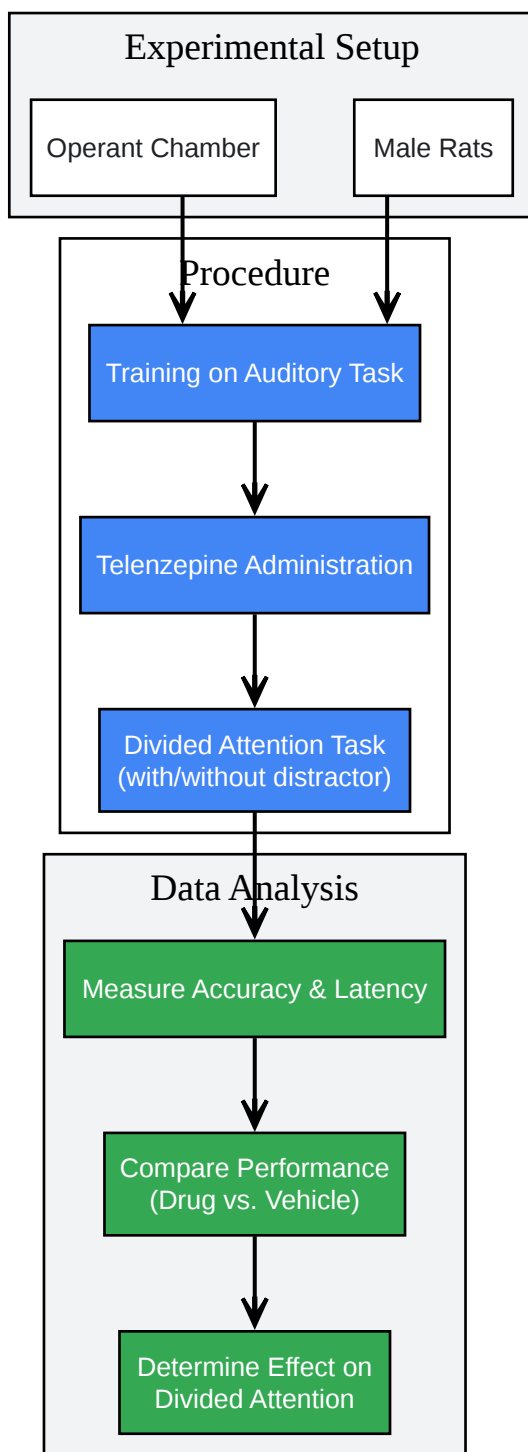 Experimental Setup
Operant Chamber
Male Rats
Procedure
Training on Auditory Task
Telenzepine Administration
Divided Attention Task
(with/without distractor)
Data Analysis
Measure Accuracy & Latency
Compare Performance
(Drug vs. Vehicle)
Determine Effect on
Divided Attention